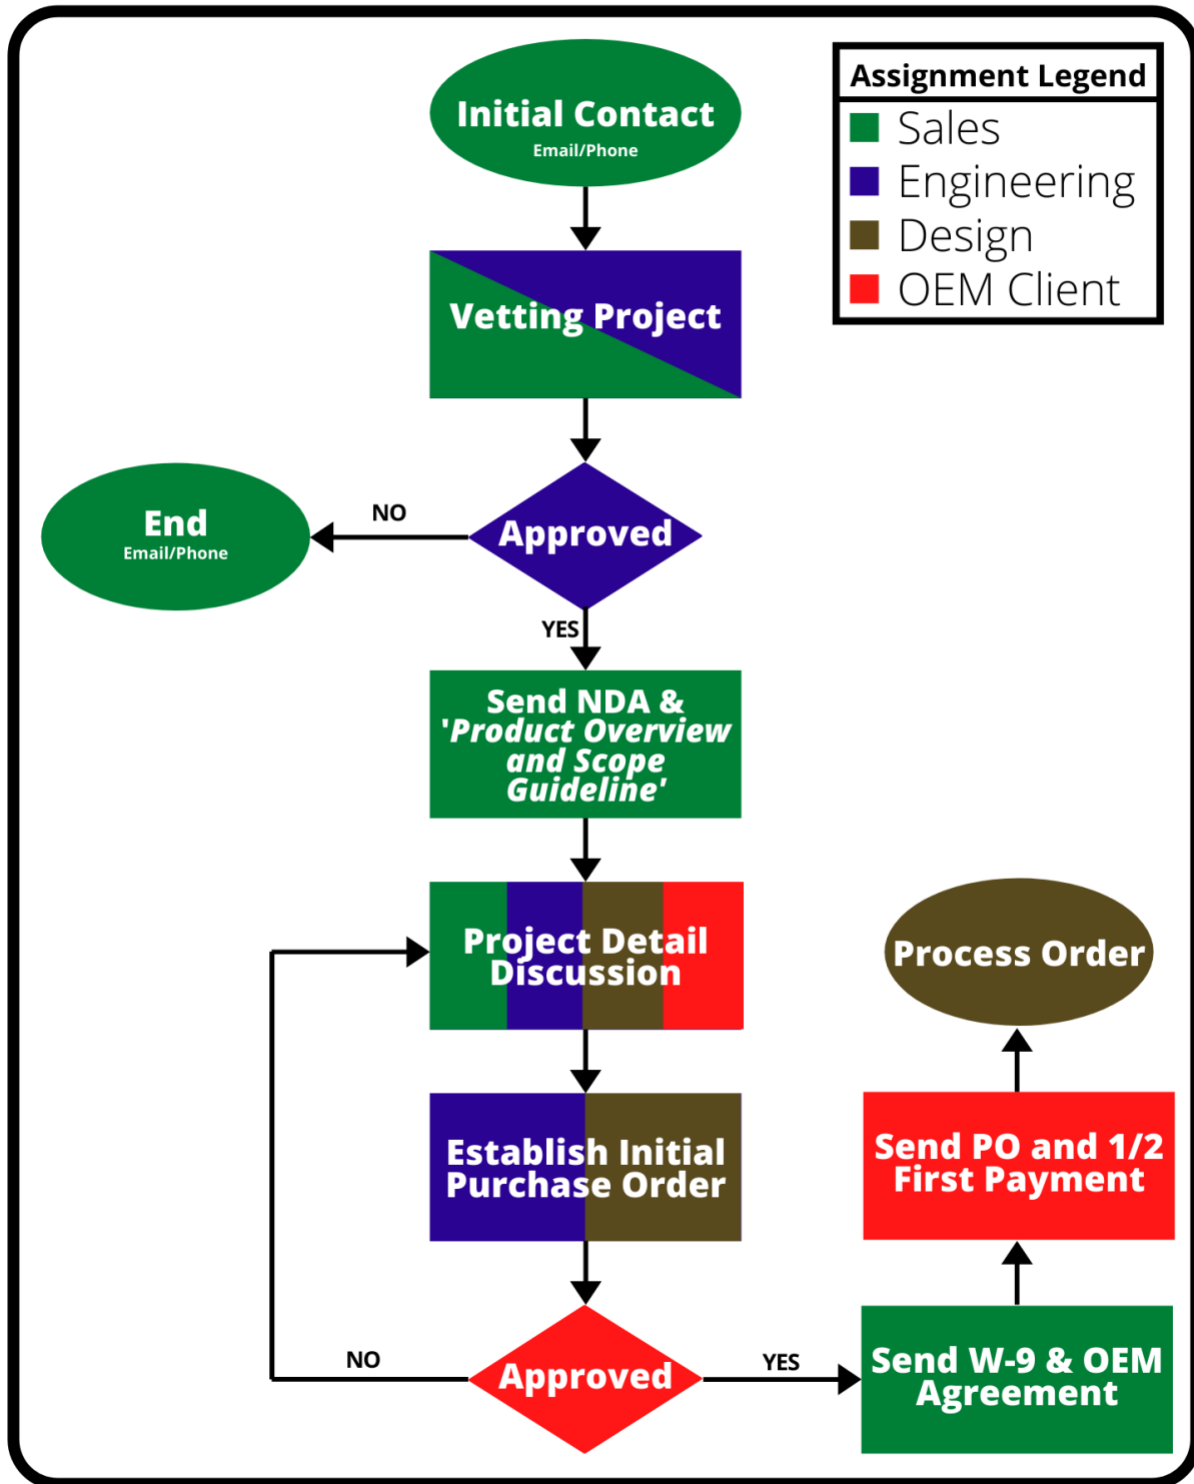 Initial Contact
Email/Phone
Assignment Legend
Sales
Engineering
Design
OEM Client
Vetting Project
Approved
NO
End
Email/Phone
YES
Send NDA &
'Product Overview
and Scope
Guideline'
Project Detail
Discussion
Process Order
Establish Initial
Purchase Order
Send PO and 1/2
First Payment
Approved
NO
YES
Send W-9 & OEM
Agreement